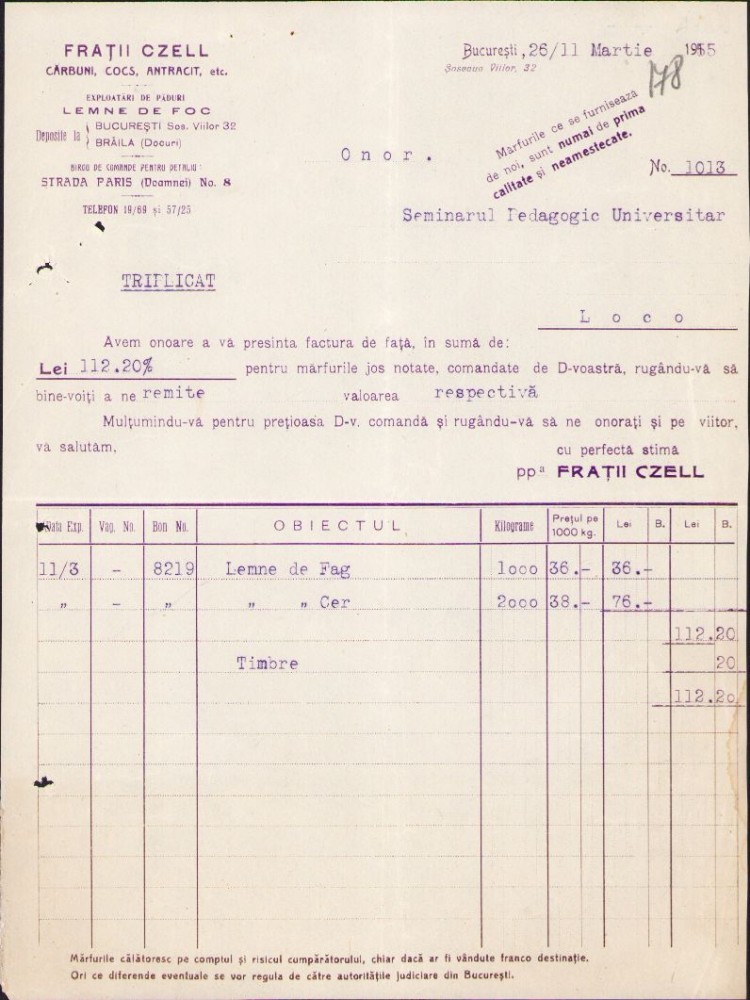 FRAȚII CZELL
CĂRBUNI, COCS, ANTRACIT, etc.
EXPLOATĂRI DE PĂDURI
LEMNE DE FOC
Deposite la { BUCUREȘTI Sos. Viilor 32
BRĂILA (Docuri)
BIROU DE COMANDE PENTRU DETALIU:
STRADA PARIS (Doamnei) No. 8
TELEFON 19/69 și 57/25
București, 26/11 Martie 1915
Șoseaua Viilor, 32
178
Mărfurile ce se furnisează
de noi, sunt numai de prima
calitate și neamestecate.
Onor.
No. 1013
Seminarul Pedagogic Universitar
TRIPLICAT
Loco
Avem onoare a vă presinta factura de față, în sumă de:
Lei 112.20% pentru mărfurile jos notate, comandate de D-voastră, rugându-vă să
bine-voiți a ne remite valoarea respectivă
Mulțumindu-vă pentru prețioasa D-v. comandă și rugându-vă să ne onorați și pe viitor,
vă salutăm,
cu perfectă stimă
ppa FRAȚII CZELL
Data Exp. Vag. No. Bon No. OBIECTUL Kilograme Prețul pe 1000 kg. Lei B. Lei B.
11/3 - 8219 Lemne de Fag 1000 36.- 36.-
„ - „ „ „ Cer 2000 38.- 76.-
112.20
Timbre 20
112.20
Mărfurile călătoresc pe comptul și risicul cumpărătorului, chiar dacă ar fi vândute franco destinație.
Ori ce diferende eventuale se vor regula de către autoritățile judiciare din București.